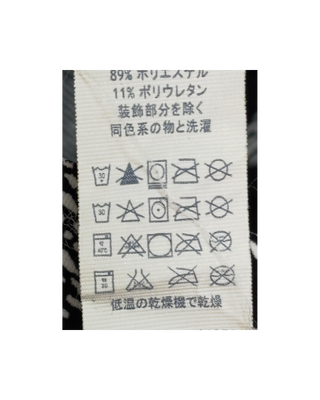 89% ポリエステル
11% ポリウレタン
装飾部分を除く
同色系の物と洗濯
30
30
低温の乾燥機で乾燥